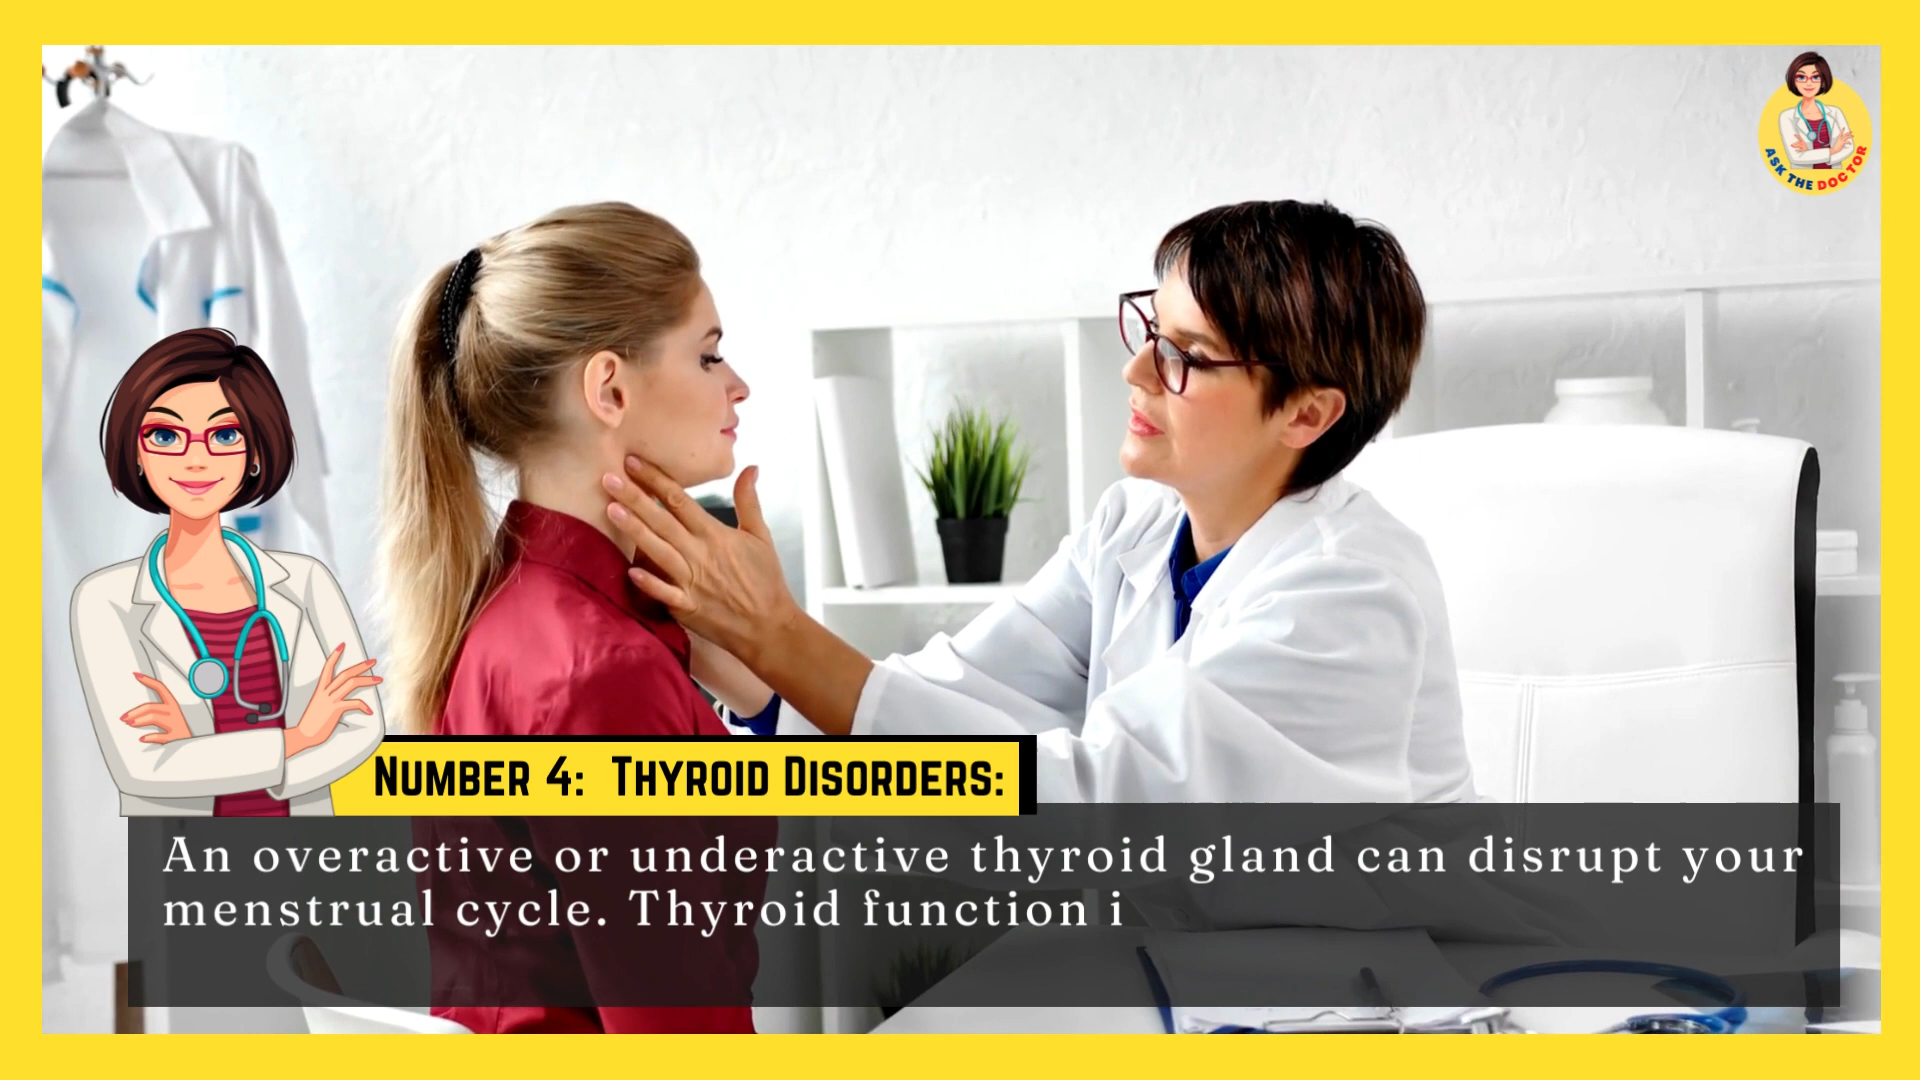 ASK THE DOCTOR
Number 4: Thyroid Disorders:
An overactive or underactive thyroid gland can disrupt your
menstrual cycle. Thyroid function i